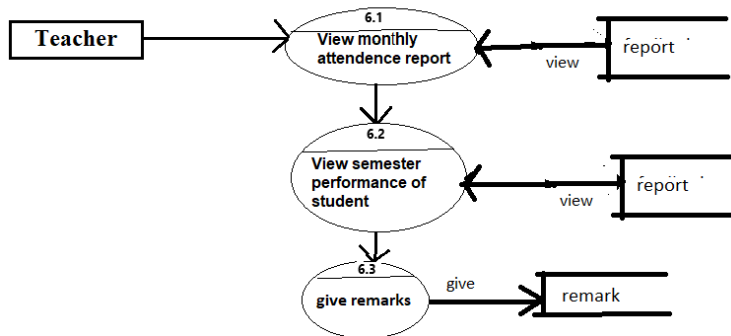 6.1
Teacher
View monthly
attendence report
report
view
6.2
View semester
performance of
student
report
view
6.3
give remarks
give
remark